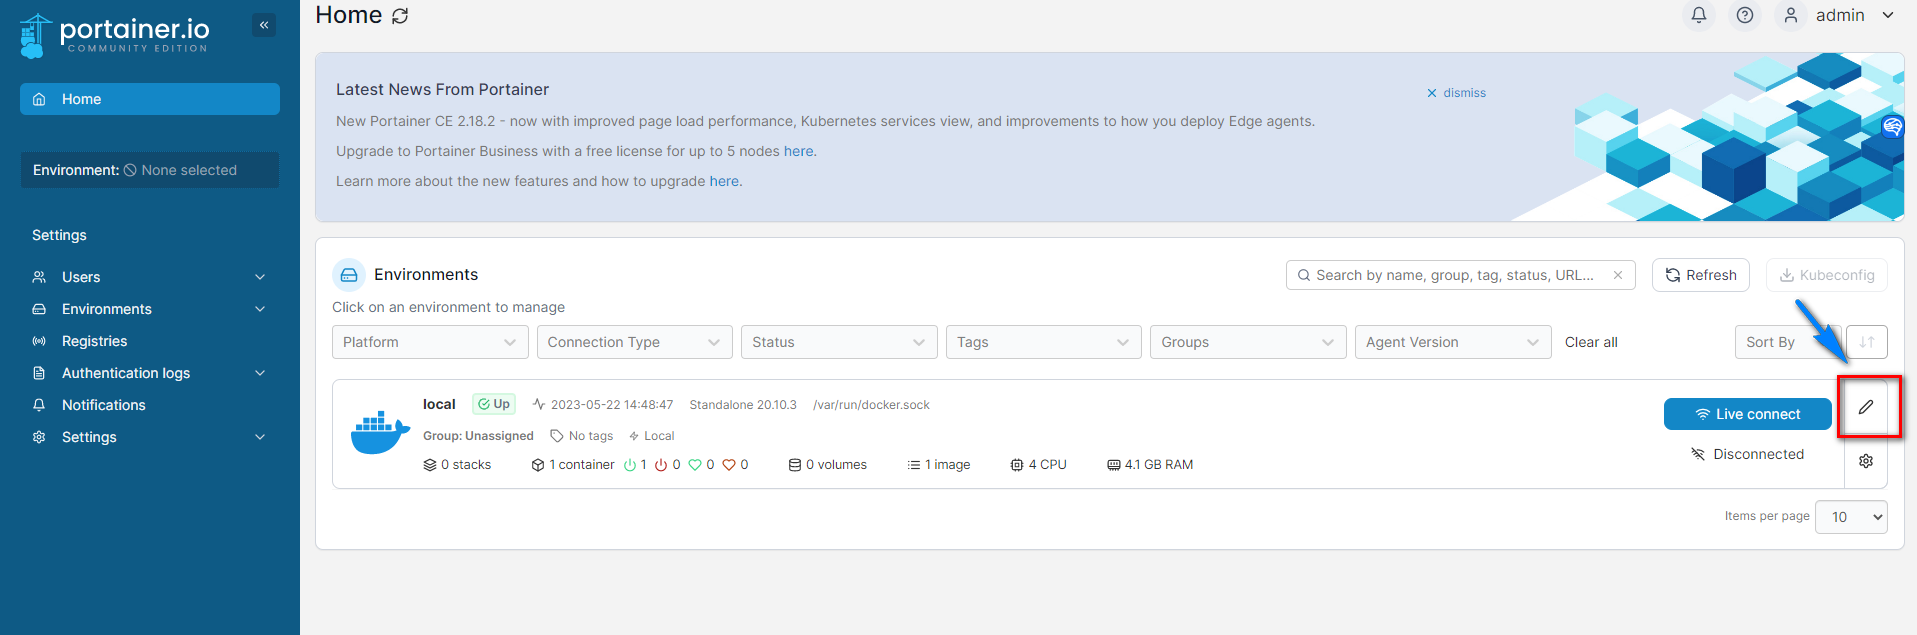 portainer.io
COMMUNITY EDITION
Home
Environment: None selected
Settings
Users
Environments
Registries
Authentication logs
Notifications
Settings
Home
admin
Latest News From Portainer
dismiss
New Portainer CE 2.18.2 - now with improved page load performance, Kubernetes services view, and improvements to how you deploy Edge agents.
Upgrade to Portainer Business with a free license for up to 5 nodes here.
Learn more about the new features and how to upgrade here.
Environments
Search by name, group, tag, status, URL...
Refresh
Kubeconfig
Click on an environment to manage
Platform
Connection Type
Status
Tags
Groups
Agent Version
Clear all
Sort By
local Up 2023-05-22 14:48:47 Standalone 20.10.3 /var/run/docker.sock
Group: Unassigned No tags Local
0 stacks 1 container 1 0 0 0 0 volumes 1 image 4 CPU 4.1 GB RAM
Live connect
Disconnected
Items per page 10